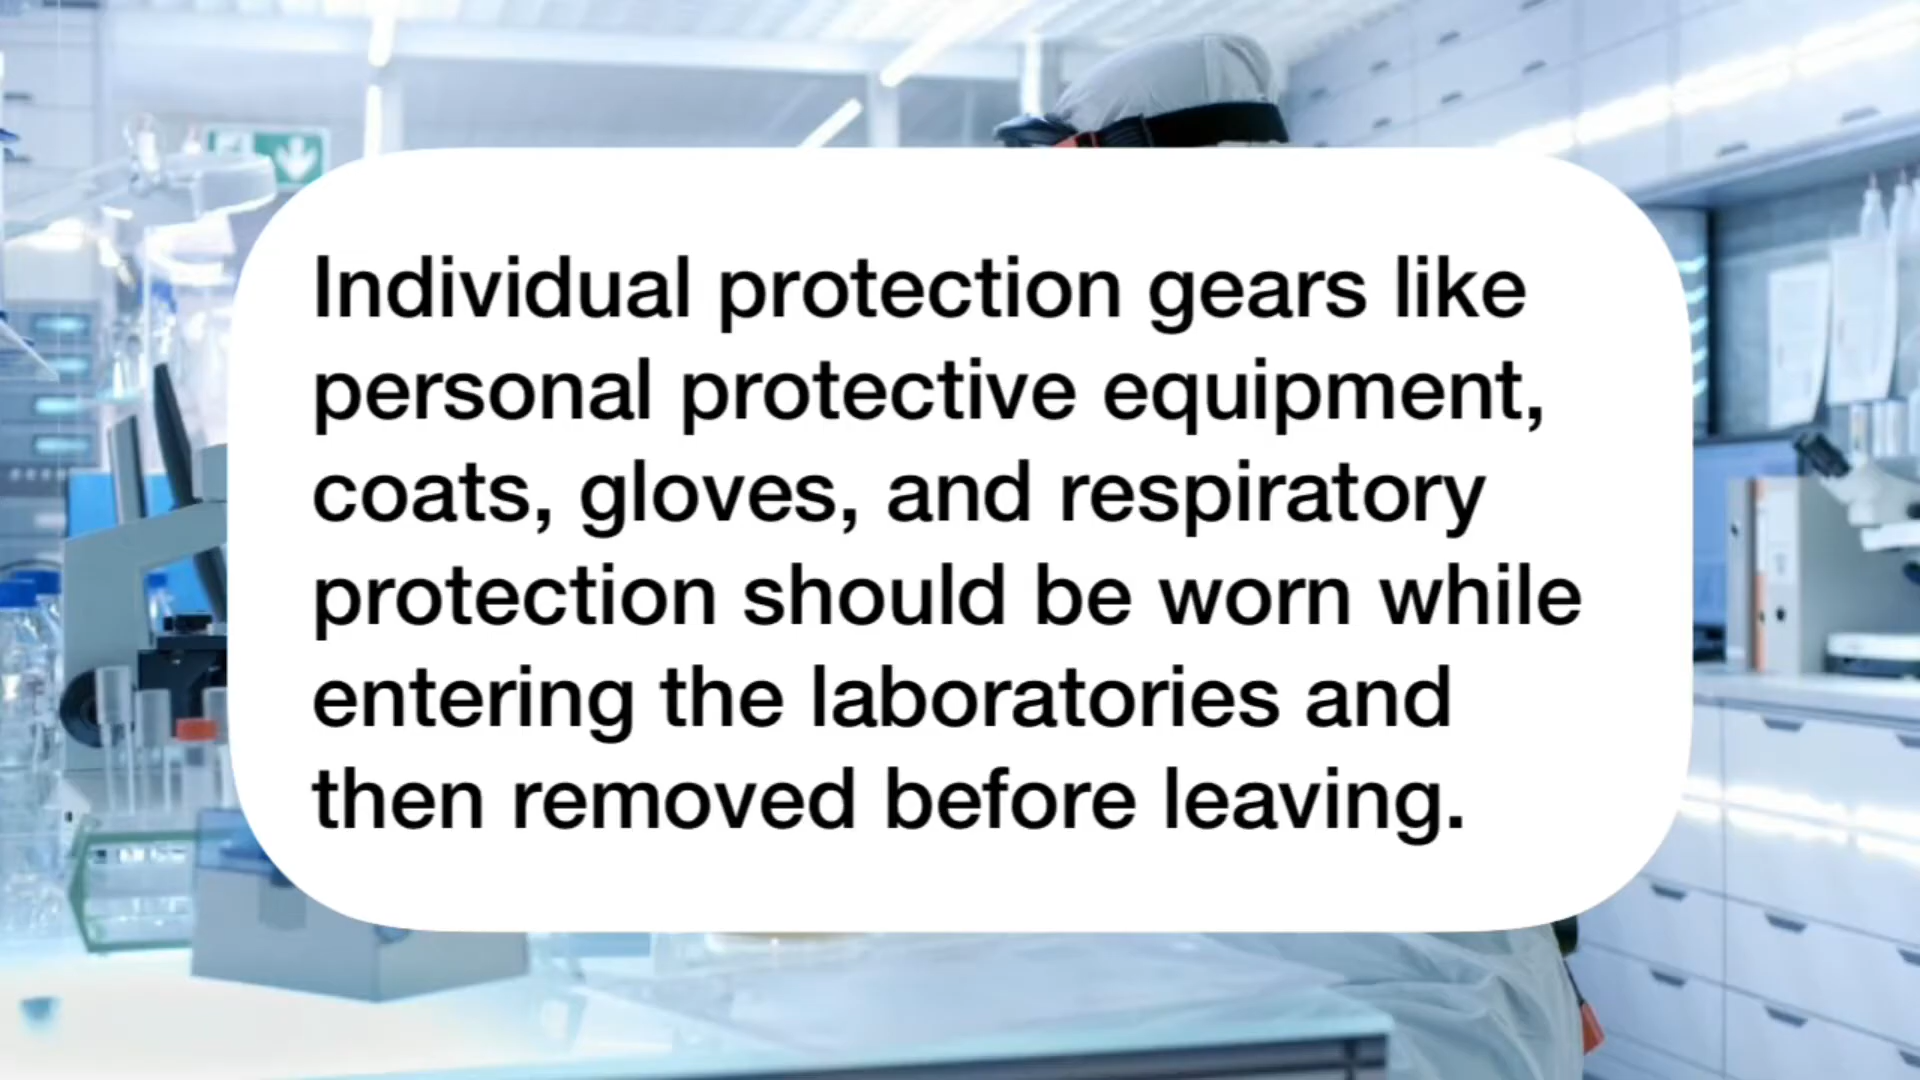 Individual protection gears like
personal protective equipment,
coats, gloves, and respiratory
protection should be worn while
entering the laboratories and
then removed before leaving.